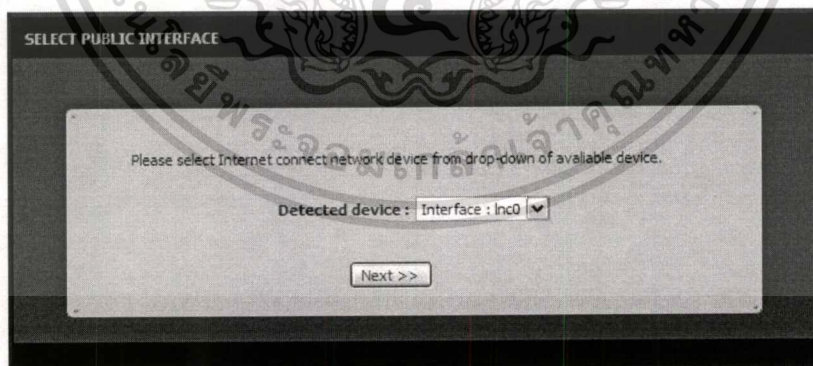 SELECT PUBLIC INTERFACE
Please select Internet connect network device from drop-down of available device.
Detected device : Interface : lnc0
Next >>